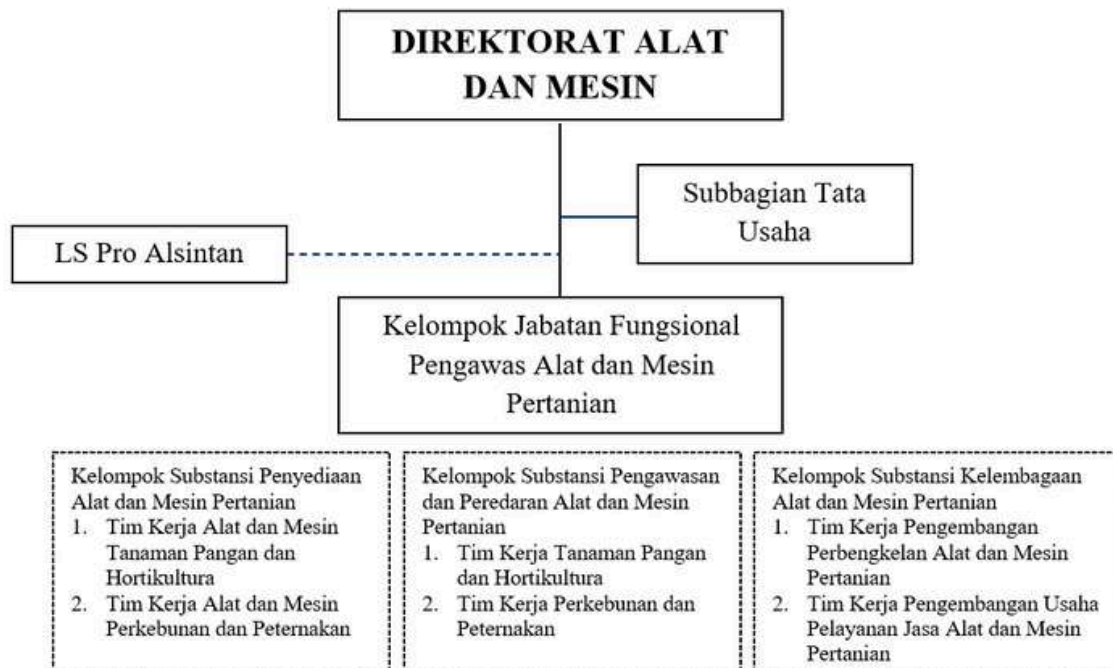 DIREKTORAT ALAT
DAN MESIN
Subbagian Tata
Usaha
LS Pro Alsintan
Kelompok Jabatan Fungsional
Pengawas Alat dan Mesin
Pertanian
Kelompok Substansi Penyediaan
Alat dan Mesin Pertanian
1. Tim Kerja Alat dan Mesin
Tanaman Pangan dan
Hortikultura
2. Tim Kerja Alat dan Mesin
Perkebunan dan Peternakan
Kelompok Substansi Pengawasan
dan Peredaran Alat dan Mesin
Pertanian
1. Tim Kerja Tanaman Pangan
dan Hortikultura
2. Tim Kerja Perkebunan dan
Peternakan
Kelompok Substansi Kelembagaan
Alat dan Mesin Pertanian
1. Tim Kerja Pengembangan
Perbengkelan Alat dan Mesin
Pertanian
2. Tim Kerja Pengembangan Usaha
Pelayanan Jasa Alat dan Mesin
Pertanian